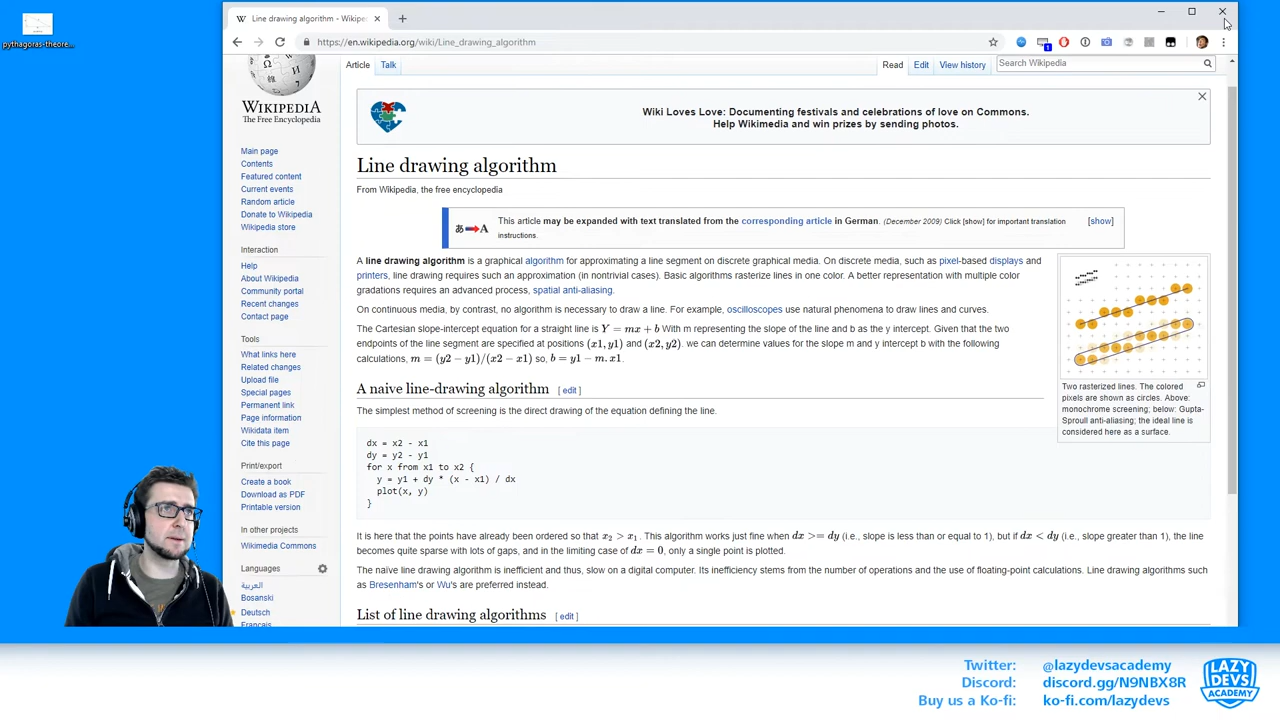 pythagoras-theore...
Line drawing algorithm - Wikipe
https://en.wikipedia.org/wiki/Line_drawing_algorithm
1
Article
Talk
Read
Edit
View history
Search Wikipedia
WIKIPEDIA
The Free Encyclopedia
Main page
Contents
Featured content
Current events
Random article
Donate to Wikipedia
Wikipedia store
Interaction
Help
About Wikipedia
Community portal
Recent changes
Contact page
Tools
What links here
Related changes
Upload file
Special pages
Permanent link
Page information
Wikidata item
Cite this page
Print/export
Create a book
Download as PDF
Printable version
In other projects
Wikimedia Commons
Languages
العربية
Bosanski
Deutsch
Français
Wiki Loves Love: Documenting festivals and celebrations of love on Commons.
Help Wikimedia and win prizes by sending photos.
Line drawing algorithm
From Wikipedia, the free encyclopedia
あ A
This article may be expanded with text translated from the corresponding article in German. (December 2009) Click [show] for important translation
instructions.
[show]
A line drawing algorithm is a graphical algorithm for approximating a line segment on discrete graphical media. On discrete media, such as pixel-based displays and
printers, line drawing requires such an approximation (in nontrivial cases). Basic algorithms rasterize lines in one color. A better representation with multiple color
gradations requires an advanced process, spatial anti-aliasing.
On continuous media, by contrast, no algorithm is necessary to draw a line. For example, oscilloscopes use natural phenomena to draw lines and curves.
The Cartesian slope-intercept equation for a straight line is Y = mx + b With m representing the slope of the line and b as the y intercept. Given that the two
endpoints of the line segment are specified at positions (x1, y1) and (x2, y2). we can determine values for the slope m and y intercept b with the following
calculations, m = (y2 − y1)/(x2 − x1) so, b = y1 − m. x1.
Two rasterized lines. The colored
pixels are shown as circles. Above:
monochrome screening; below: Gupta-
Sproull anti-aliasing; the ideal line is
considered here as a surface.
A naive line-drawing algorithm [ edit ]
The simplest method of screening is the direct drawing of the equation defining the line.
dx = x2 - x1
dy = y2 - y1
for x from x1 to x2 {
y = y1 + dy * (x - x1) / dx
plot(x, y)
}
It is here that the points have already been ordered so that x₂ > x₁. This algorithm works just fine when dx >= dy (i.e., slope is less than or equal to 1), but if dx < dy (i.e., slope greater than 1), the line
becomes quite sparse with lots of gaps, and in the limiting case of dx = 0, only a single point is plotted.
The naïve line drawing algorithm is inefficient and thus, slow on a digital computer. Its inefficiency stems from the number of operations and the use of floating-point calculations. Line drawing algorithms such
as Bresenham's or Wu's are preferred instead.
List of line drawing algorithms [ edit ]
Twitter: @lazydevsacademy
Discord: discord.gg/N9NBX8R
Buy us a Ko-fi: ko-fi.com/lazydevs
LAZY
DEVS
ACADEMY